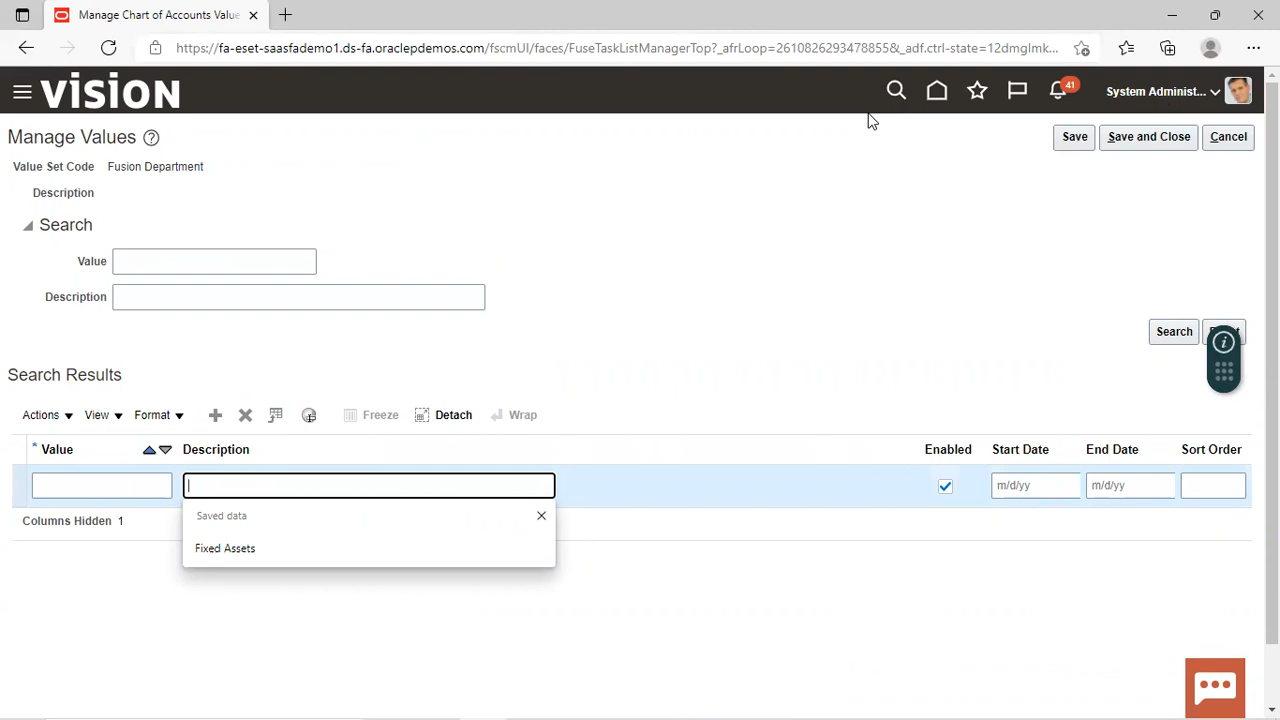 Manage Chart of Accounts Value
https://fa-eset-saasfademo1.ds-fa.oraclepdemos.com/fscmUI/faces/FuseTaskListManagerTop?_afrLoop=26108262934788​55&_adf.ctrl-state=12dmglmk...
vision
41
System Administ...
Manage Values
Save
Save and Close
Cancel
Value Set Code Fusion Department
Description
Search
Value
Description
Search
Search Results
Actions View Format
Freeze
Detach
Wrap
* Value
Description
Enabled
Start Date
End Date
Sort Order
m/d/yy
m/d/yy
Columns Hidden 1
Saved data
Fixed Assets